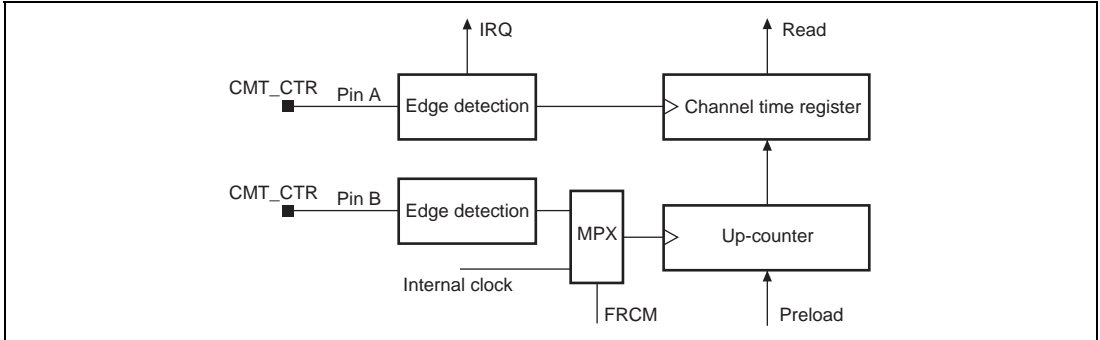 IRQ
Read
CMT_CTR
Pin A
Edge detection
Channel time register
CMT_CTR
Pin B
Edge detection
MPX
Up-counter
Internal clock
FRCM
Preload